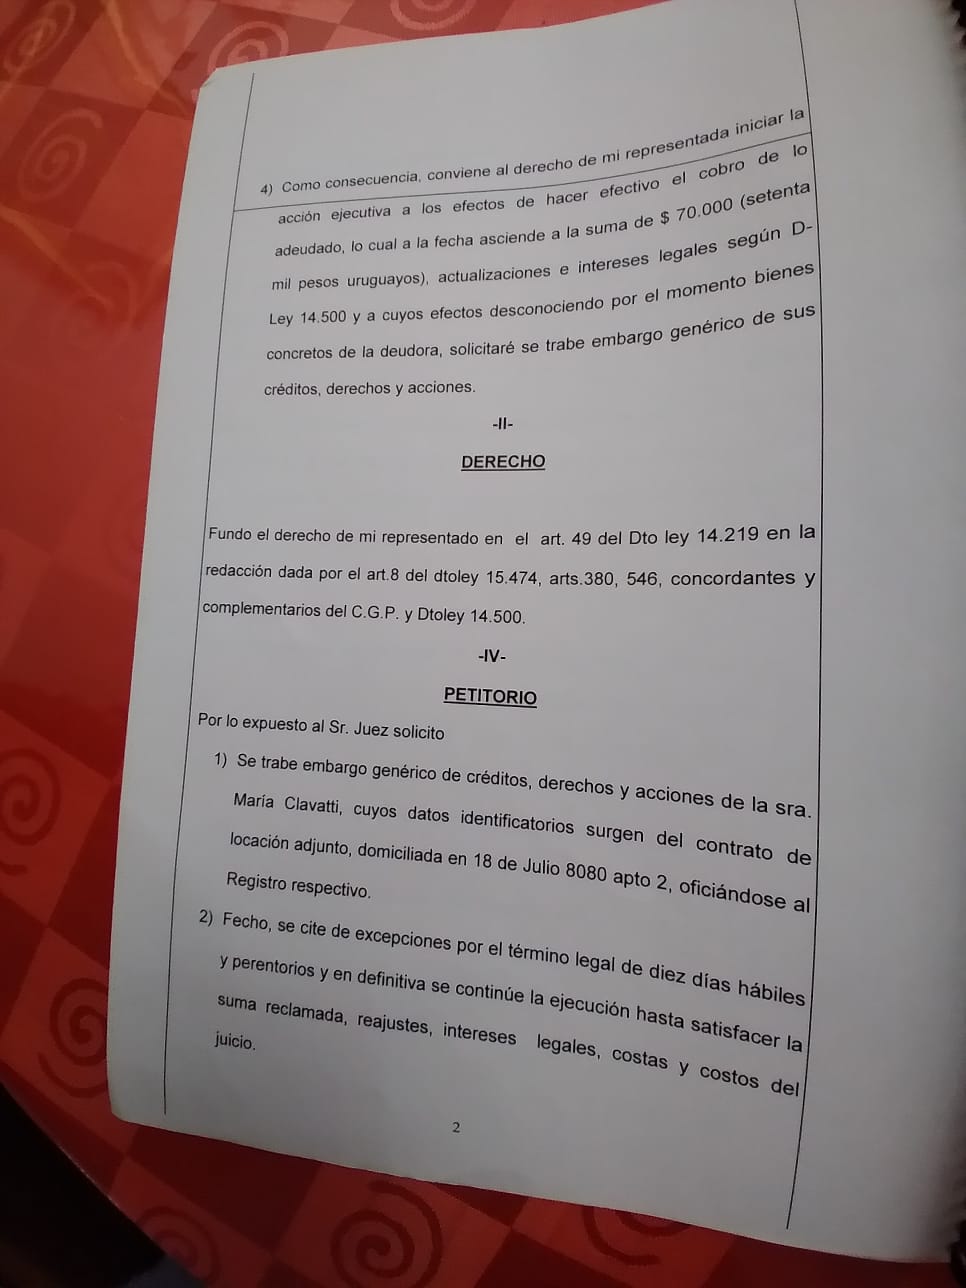 4) Como consecuencia, conviene al derecho de mi representada iniciar la
acción ejecutiva a los efectos de hacer efectivo el cobro de lo
adeudado, lo cual a la fecha asciende a la suma de $ 70.000 (setenta
mil pesos uruguayos), actualizaciones e intereses legales según D-
Ley 14.500 y a cuyos efectos desconociendo por el momento bienes
concretos de la deudora, solicitaré se trabe embargo genérico de sus
créditos, derechos y acciones.
-II-
DERECHO
Fundo el derecho de mi representado en el art. 49 del Dto ley 14.219 en la
redacción dada por el art.8 del dtoley 15.474, arts.380, 546, concordantes y
complementarios del C.G.P. y Dtoley 14.500.
-IV-
PETITORIO
Por lo expuesto al Sr. Juez solicito
1) Se trabe embargo genérico de créditos, derechos y acciones de la sra.
María Clavatti, cuyos datos identificatorios surgen del contrato de
locación adjunto, domiciliada en 18 de Julio 8080 apto 2, oficiándose al
Registro respectivo.
2) Fecho, se cite de excepciones por el término legal de diez días hábiles
y perentorios y en definitiva se continúe la ejecución hasta satisfacer la
suma reclamada, reajustes, intereses legales, costas y costos del
juicio.
2